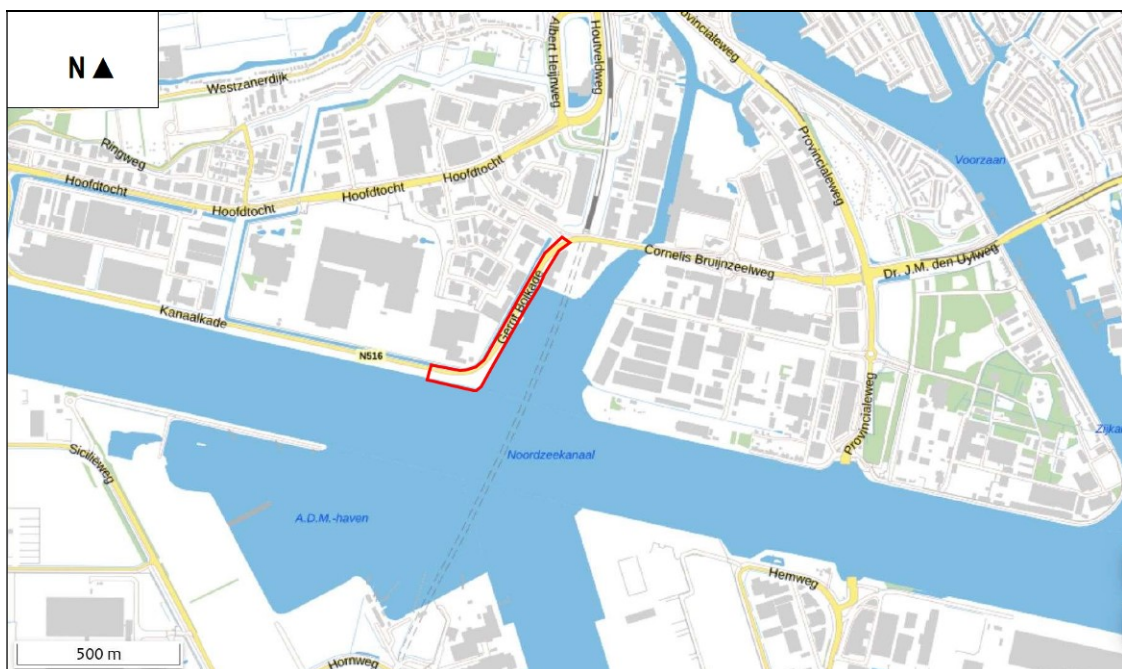 N ▲
Westzanerdijk
Albert Heijnweg
Houtveldweg
Provincialeweg
Ringweg
Hoofdtocht
Hoofdtocht
Hoofdtocht
Hoofdtocht
Provincialeweg
Voorzaan
Cornelis Bruijnzeelweg
Dr. J.M. den Uylweg
Gerrit Bolkade
Kanaalkade
N516
Provincialeweg
Zijka
Siciliëweg
Noordzeekanaal
A.D.M.-haven
Hemweg
Hornweg
500 m